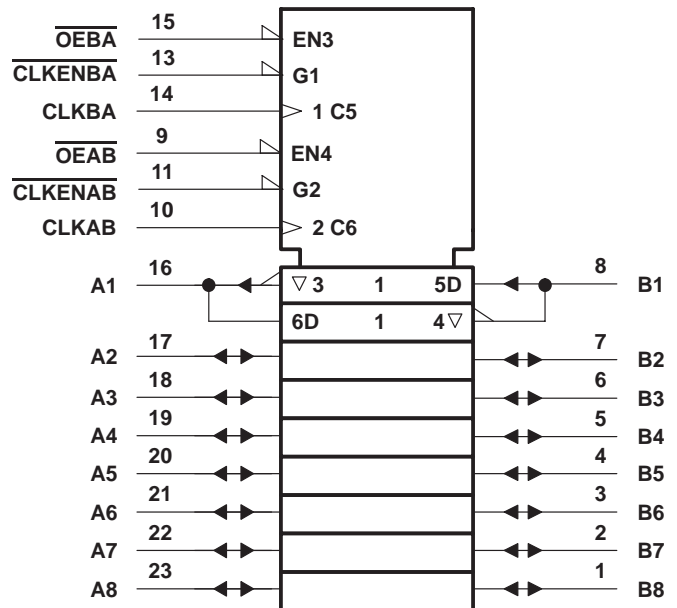 15
OEBA
EN3
13
CLKENBA
G1
14
CLKBA
1 C5
9
OEAB
EN4
11
CLKENAB
G2
10
CLKAB
2 C6
16
8
A1
▽ 3 1 5D
B1
6D 1 4 ▽
17
7
A2
B2
18
6
A3
B3
19
5
A4
B4
20
4
A5
B5
21
3
A6
B6
22
2
A7
B7
23
1
A8
B8